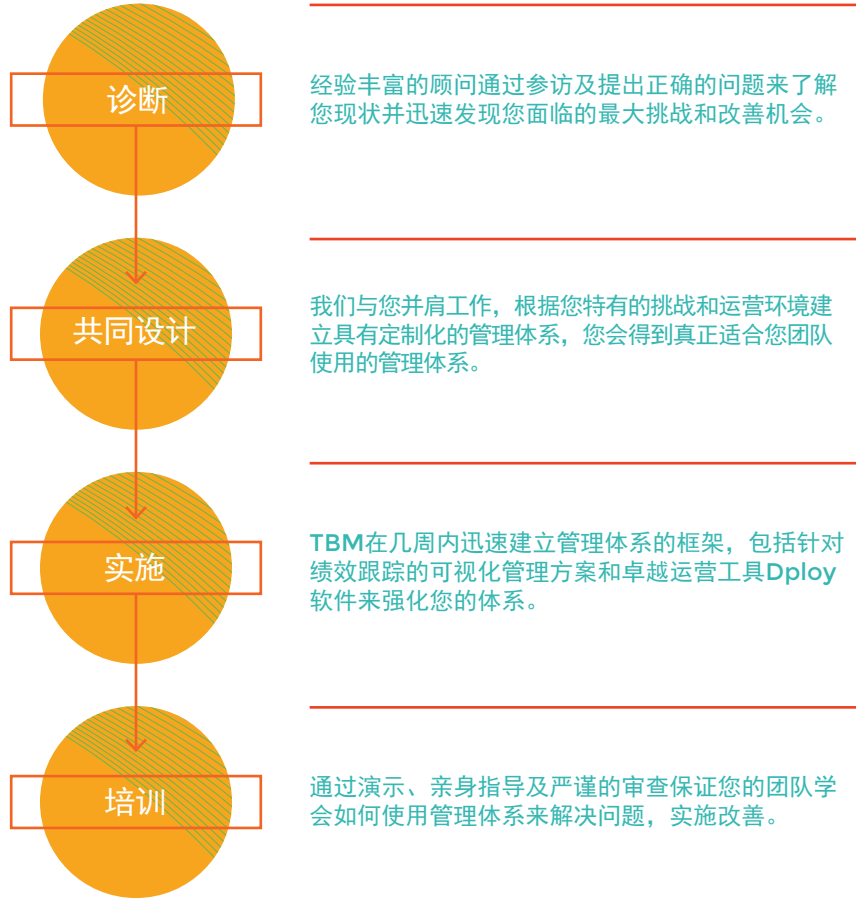 诊断
经验丰富的顾问通过参访及提出正确的问题来了解
您现状并迅速发现您面临的最大挑战和改善机会。
共同设计
我们与您并肩工作，根据您特有的挑战和运营环境建
立具有定制化的管理体系，您会得到真正适合您团队
使用的管理体系。
实施
TBM在几周内迅速建立管理体系的框架，包括针对
绩效跟踪的可视化管理方案和卓越运营工具Dploy
软件来强化您的体系。
培训
通过演示、亲身指导及严谨的审查保证您的团队学
会如何使用管理体系来解决问题，实施改善。